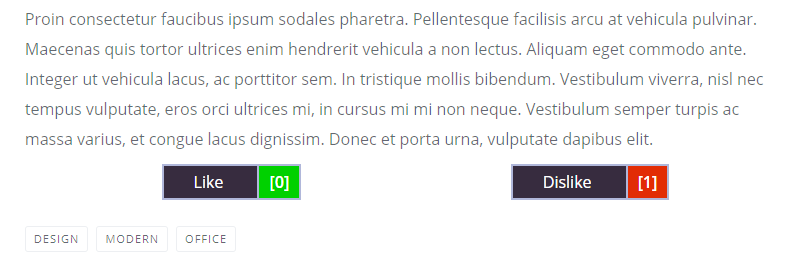 Proin consectetur faucibus ipsum sodales pharetra. Pellentesque facilisis arcu at vehicula pulvinar.
Maecenas quis tortor ultrices enim hendrerit vehicula a non lectus. Aliquam eget commodo ante.
Integer ut vehicula lacus, ac porttitor sem. In tristique mollis bibendum. Vestibulum viverra, nisl nec
tempus vulputate, eros orci ultrices mi, in cursus mi mi non neque. Vestibulum semper turpis ac
massa varius, et congue lacus dignissim. Donec et porta urna, vulputate dapibus elit.
Like [0] Dislike [1]
DESIGN MODERN OFFICE